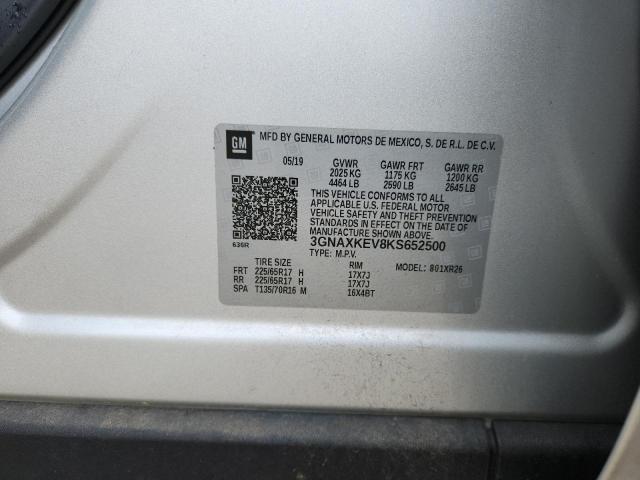 GM MFD BY GENERAL MOTORS DE MEXICO, S. DE R.L. DE C.V.
05/19 GVWR GAWR FRT GAWR RR
2025 KG 1175 KG 1200 KG
4464 LB 2590 LB 2645 LB
THIS VEHICLE CONFORMS TO ALL
APPLICABLE U.S. FEDERAL MOTOR
VEHICLE SAFETY AND THEFT PREVENTION
STANDARDS IN EFFECT ON THE DATE OF
MANUFACTURE SHOWN ABOVE.
636R 3GNAXKEV8KS652500
TYPE: M.P.V. MODEL: 801XR26
TIRE SIZE RIM
FRT 225/65R17 H 17X7J
RR 225/65R17 H 17X7J
SPA T135/70R16 M 16X4BT